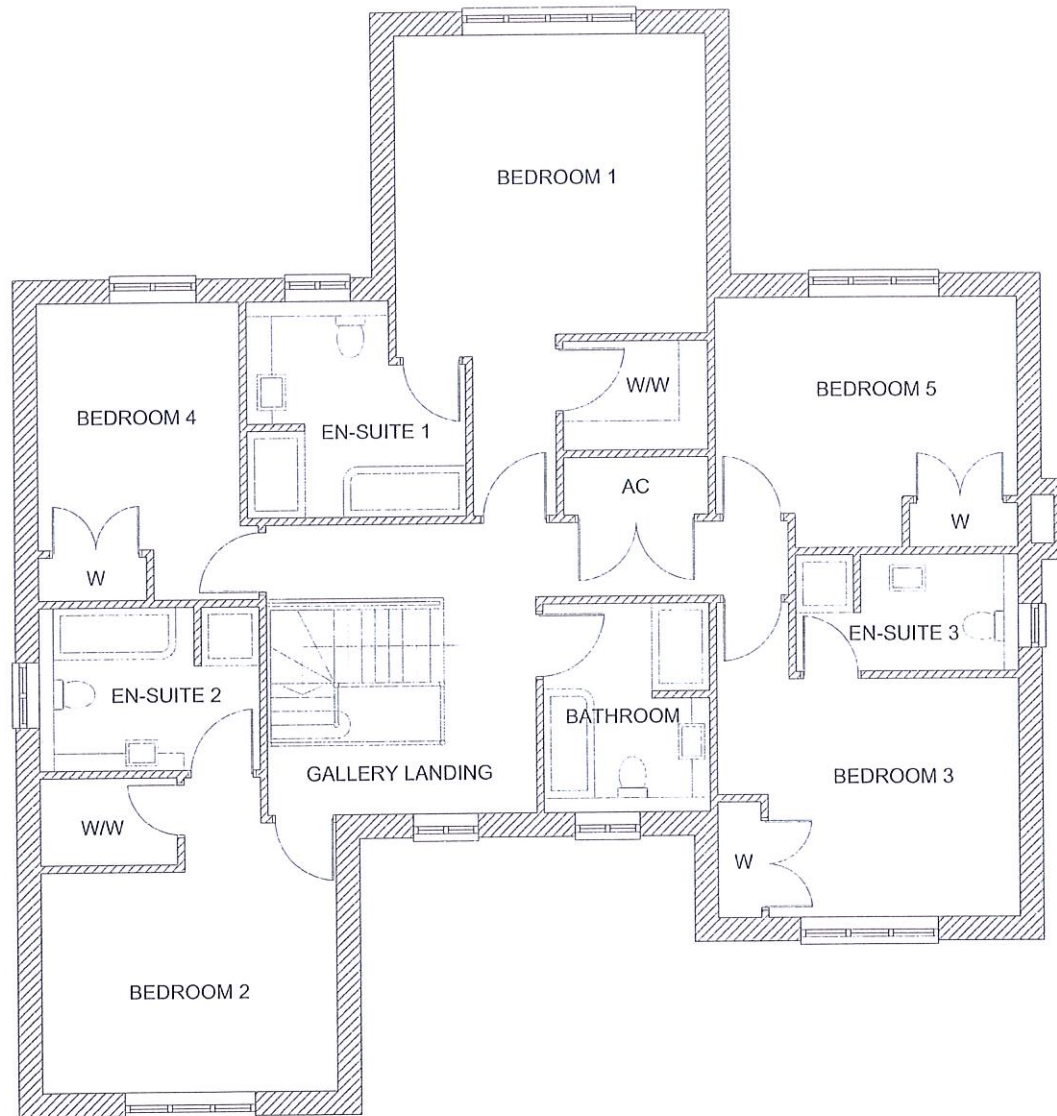 BEDROOM 1
BEDROOM 4
EN-SUITE 1
W/W
BEDROOM 5
AC
W
W
EN-SUITE 3
EN-SUITE 2
BATHROOM
GALLERY LANDING
BEDROOM 3
W/W
W
BEDROOM 2